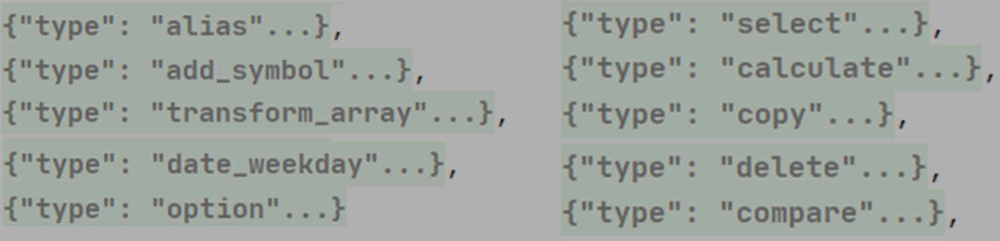 {"type": "alias"...},
{"type": "add_symbol"...},
{"type": "transform_array"...},
{"type": "date_weekday"...},
{"type": "option"...}
{"type": "select"...},
{"type": "calculate"...},
{"type": "copy"...},
{"type": "delete"...},
{"type": "compare"...},